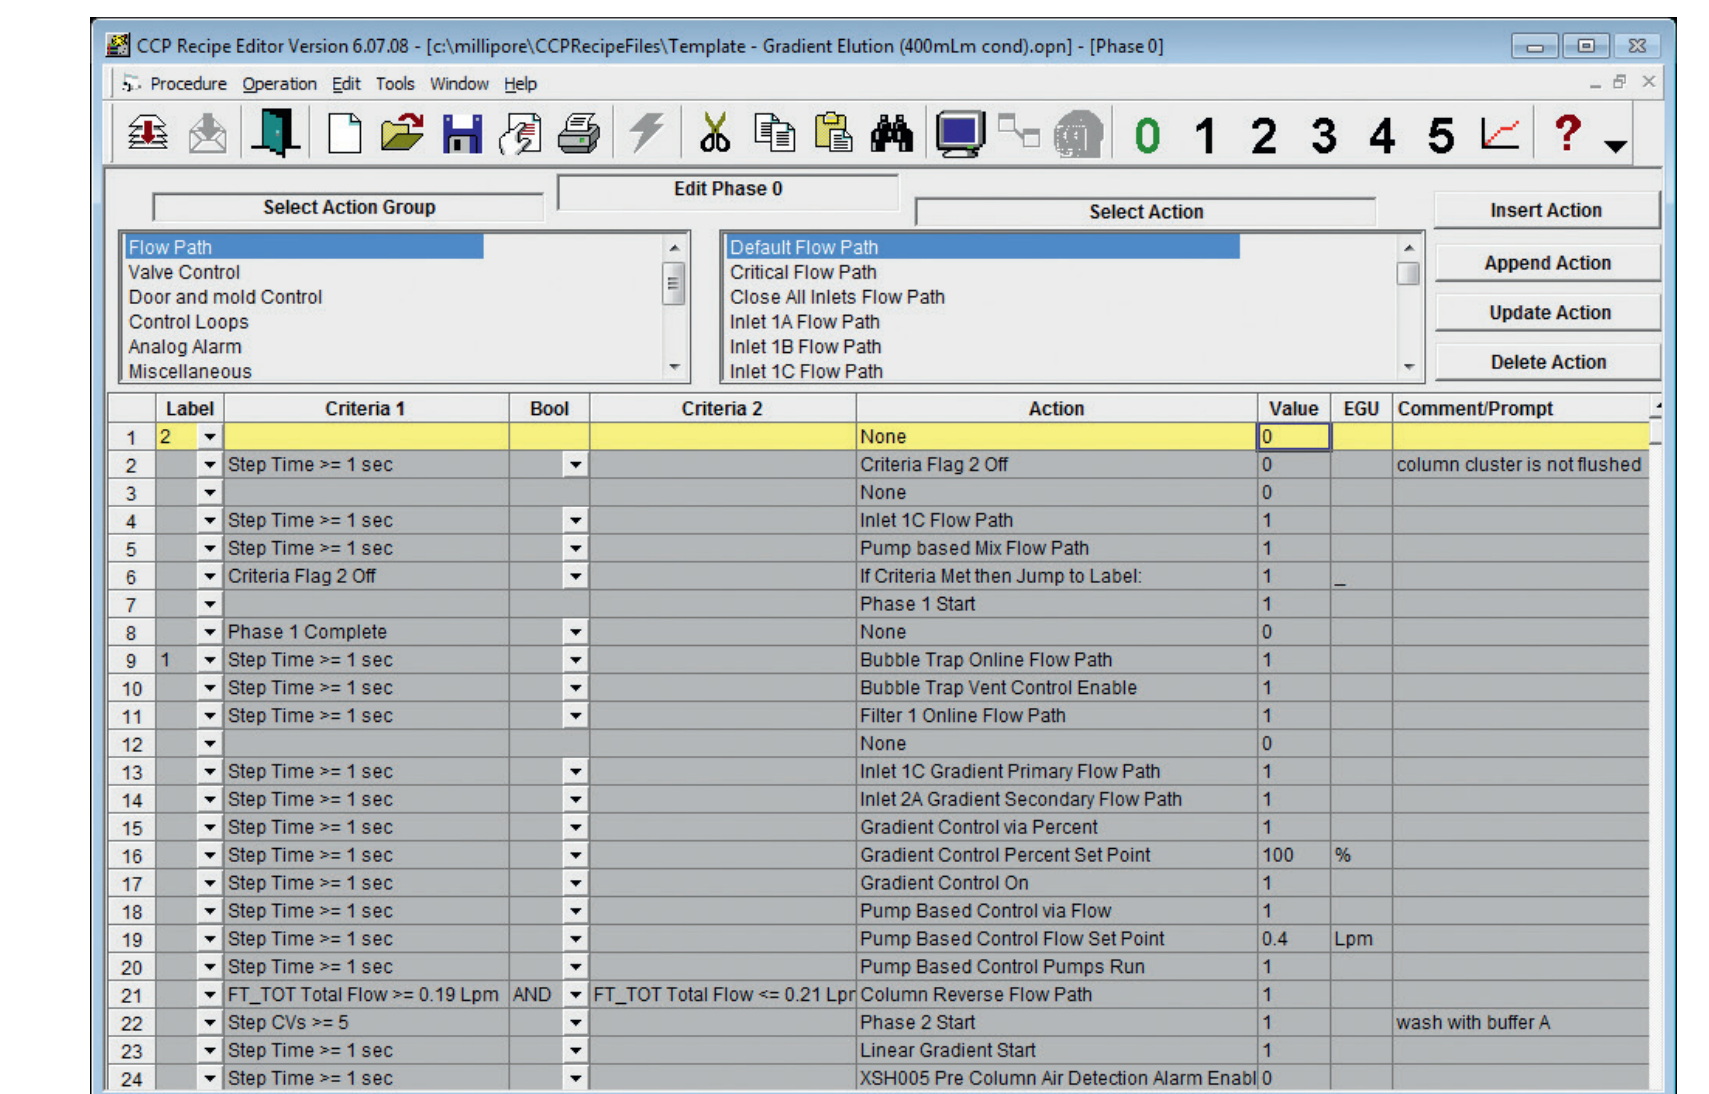 CCP Recipe Editor Version 6.07.08 - [c:\millipore\CCPRecipeFiles\Template - Gradient Elution (400mLm cond).opn] - [Phase 0]
Procedure Operation Edit Tools Window Help
0 1 2 3 4 5 ?
Edit Phase 0
Select Action Group
Select Action
Insert Action
Append Action
Update Action
Delete Action
Flow Path
Valve Control
Door and mold Control
Control Loops
Analog Alarm
Miscellaneous
Default Flow Path
Critical Flow Path
Close All Inlets Flow Path
Inlet 1A Flow Path
Inlet 1B Flow Path
Inlet 1C Flow Path
Label Criteria 1 Bool Criteria 2 Action Value EGU Comment/Prompt
1 2 None 0
2 Step Time >= 1 sec Criteria Flag 2 Off 0 column cluster is not flushed
3 None 0
4 Step Time >= 1 sec Inlet 1C Flow Path 1
5 Step Time >= 1 sec Pump based Mix Flow Path 1
6 Criteria Flag 2 Off If Criteria Met then Jump to Label: 1 _
7 Phase 1 Start 1
8 Phase 1 Complete None 0
9 1 Step Time >= 1 sec Bubble Trap Online Flow Path 1
10 Step Time >= 1 sec Bubble Trap Vent Control Enable 1
11 Step Time >= 1 sec Filter 1 Online Flow Path 1
12 None 0
13 Step Time >= 1 sec Inlet 1C Gradient Primary Flow Path 1
14 Step Time >= 1 sec Inlet 2A Gradient Secondary Flow Path 1
15 Step Time >= 1 sec Gradient Control via Percent 1
16 Step Time >= 1 sec Gradient Control Percent Set Point 100 %
17 Step Time >= 1 sec Gradient Control On 1
18 Step Time >= 1 sec Pump Based Control via Flow 1
19 Step Time >= 1 sec Pump Based Control Flow Set Point 0.4 Lpm
20 Step Time >= 1 sec Pump Based Control Pumps Run 1
21 FT_TOT Total Flow >= 0.19 Lpm AND FT_TOT Total Flow <= 0.21 Lpr Column Reverse Flow Path 1
22 Step CVs >= 5 Phase 2 Start 1 wash with buffer A
23 Step Time >= 1 sec Linear Gradient Start 1
24 Step Time >= 1 sec XSH005 Pre Column Air Detection Alarm Enabl 0